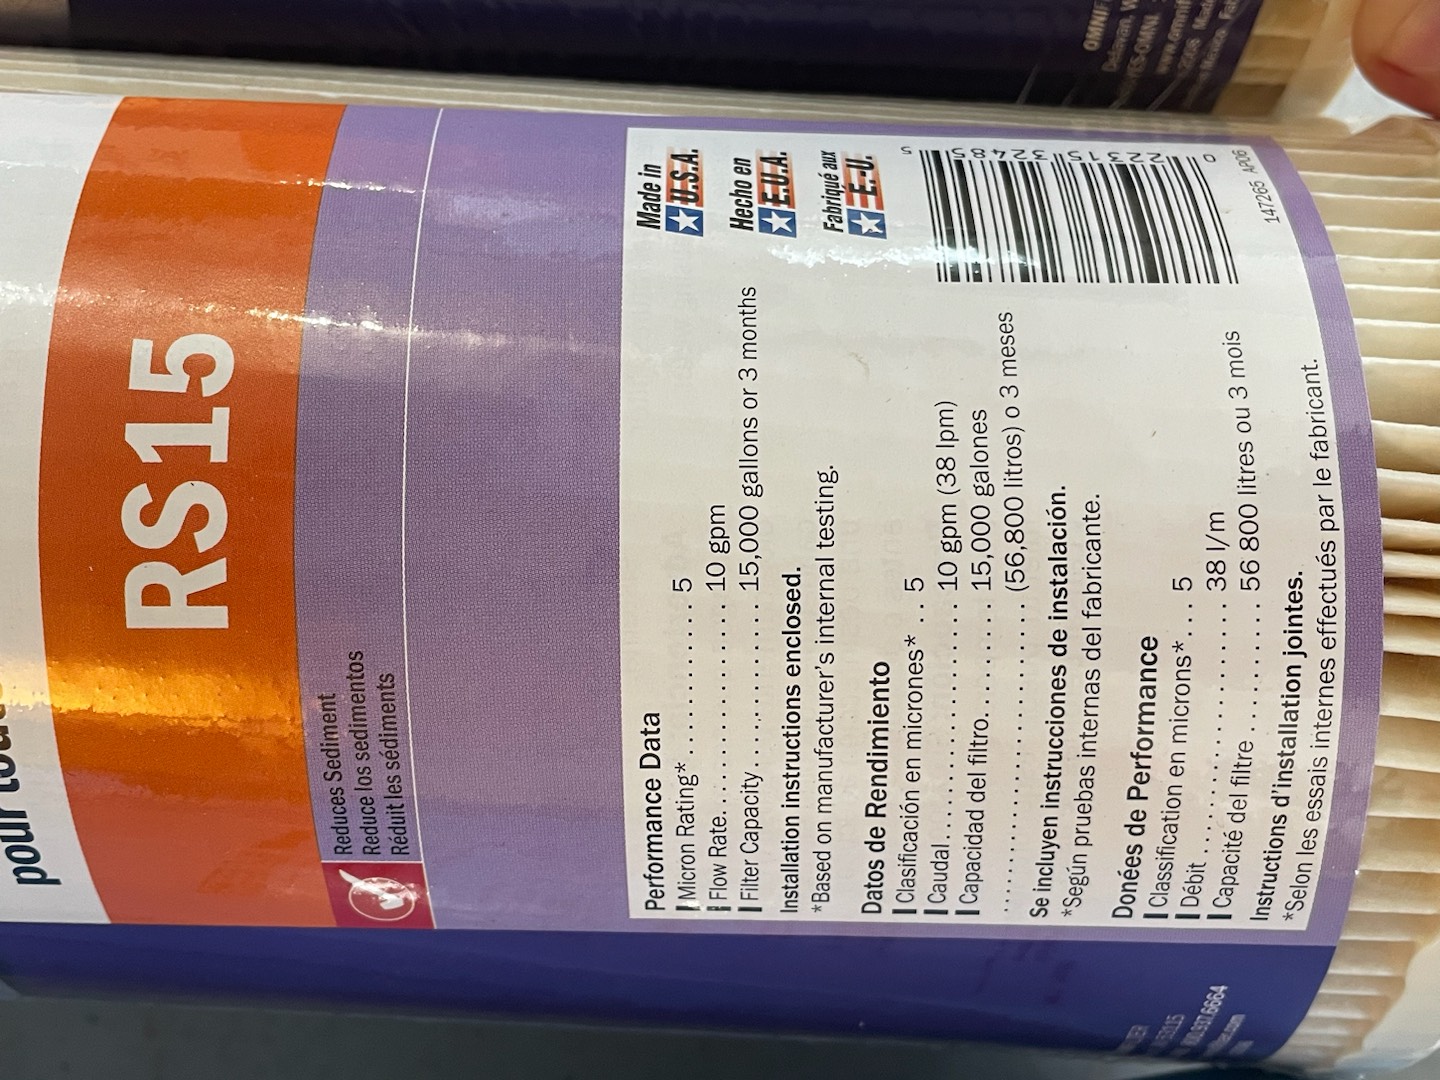 RS15
Reduces Sediment
Reduce los sedimentos
Réduit les sédiments
Performance Data
Micron Rating* . . . . . . . . . . . . . 5
Flow Rate. . . . . . . . . . . . . . . . . 10 gpm
Filter Capacity . . . . . . . . . . . . . 15,000 gallons or 3 months
Installation instructions enclosed.
*Based on manufacturer's internal testing.
Datos de Rendimiento
Clasificación en micrones* . . . 5
Caudal. . . . . . . . . . . . . . . . . . . 10 gpm (38 lpm)
Capacidad del filtro. . . . . . . . . 15,000 galones
. . . . . . . . . . . . . . . . . . . . . . . . (56,800 litros) o 3 meses
Se incluyen instrucciones de instalación.
*Según pruebas internas del fabricante.
Donées de Performance
Classification en microns* . . . . 5
Débit . . . . . . . . . . . . . . . . . . . . 38 l/m
Capacité del filtre . . . . . . . . . . 56 800 litres ou 3 mois
Instructions d'installation jointes.
*Selon les essais internes effectués par le fabricant.
Made in
U.S.A.
Hecho en
E.U.A.
Fabriqué aux
E.-U.
0 22315 32485 5
147265 AP06
pour